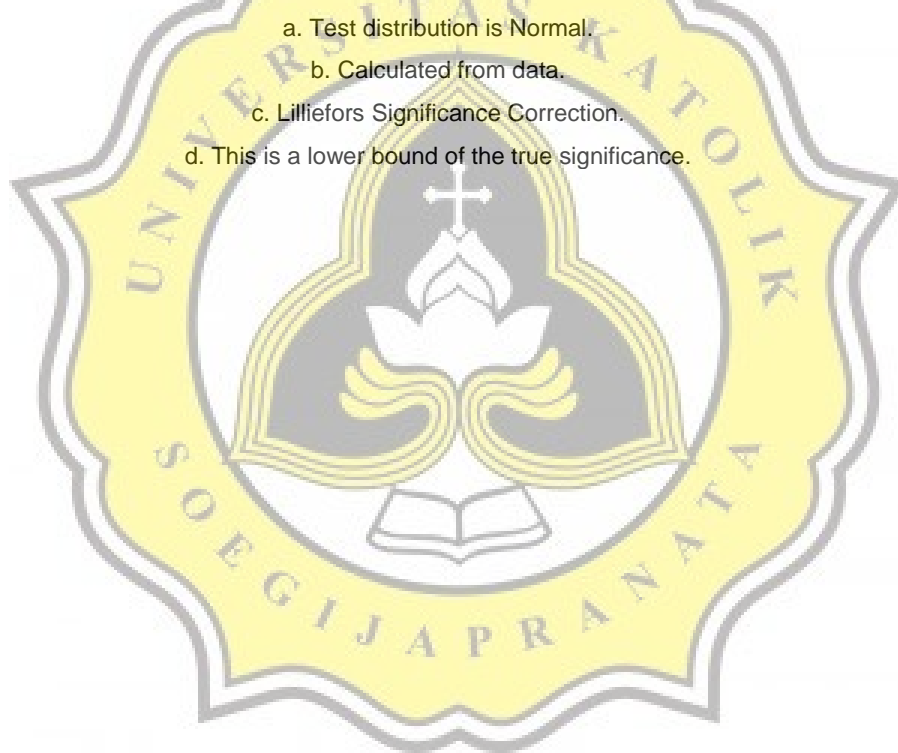 a. Test distribution is Normal.
b. Calculated from data.
c. Lilliefors Significance Correction.
d. This is a lower bound of the true significance.
UNIVERSITAS KATOLIK
SOEGIJAPRANATA